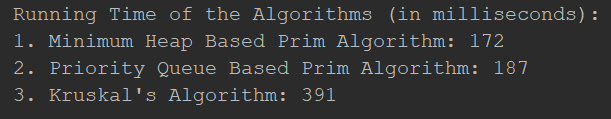 Running Time of the Algorithms (in milliseconds):
1. Minimum Heap Based Prim Algorithm: 172
2. Priority Queue Based Prim Algorithm: 187
3. Kruskal's Algorithm: 391